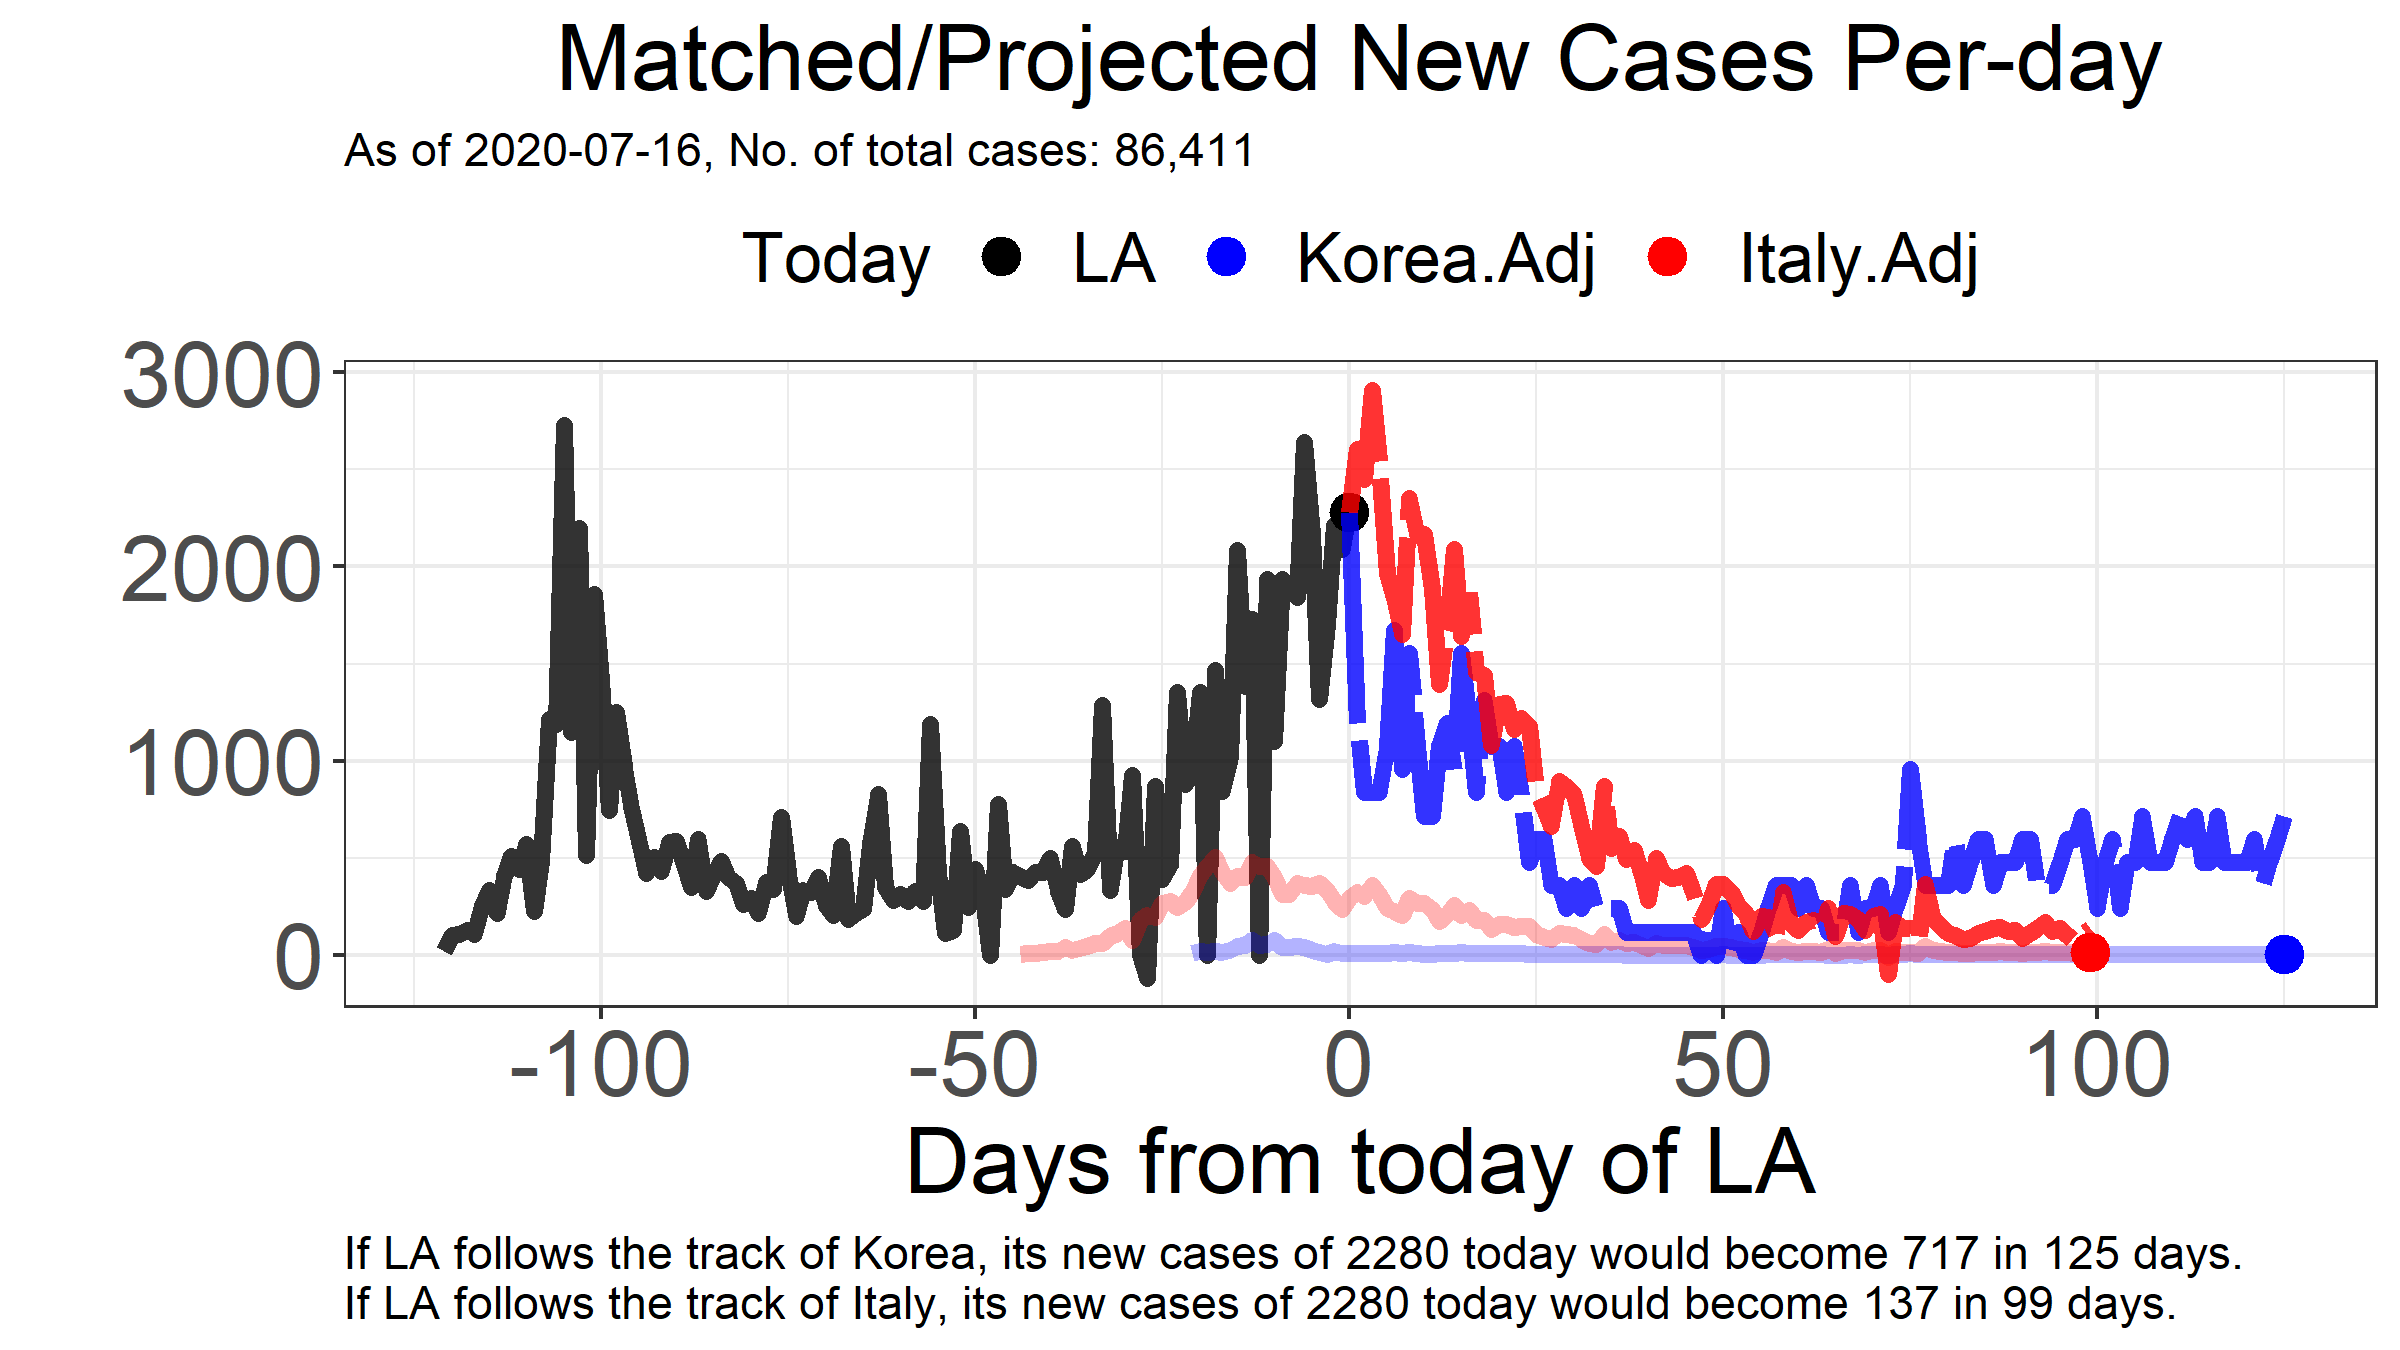 Matched/Projected New Cases Per-day
As of 2020-07-16, No. of total cases: 86,411
Today LA Korea.Adj Italy.Adj
3000
2000
1000
0
-100 -50 0 50 100
Days from today of LA
If LA follows the track of Korea, its new cases of 2280 today would become 717 in 125 days.
If LA follows the track of Italy, its new cases of 2280 today would become 137 in 99 days.